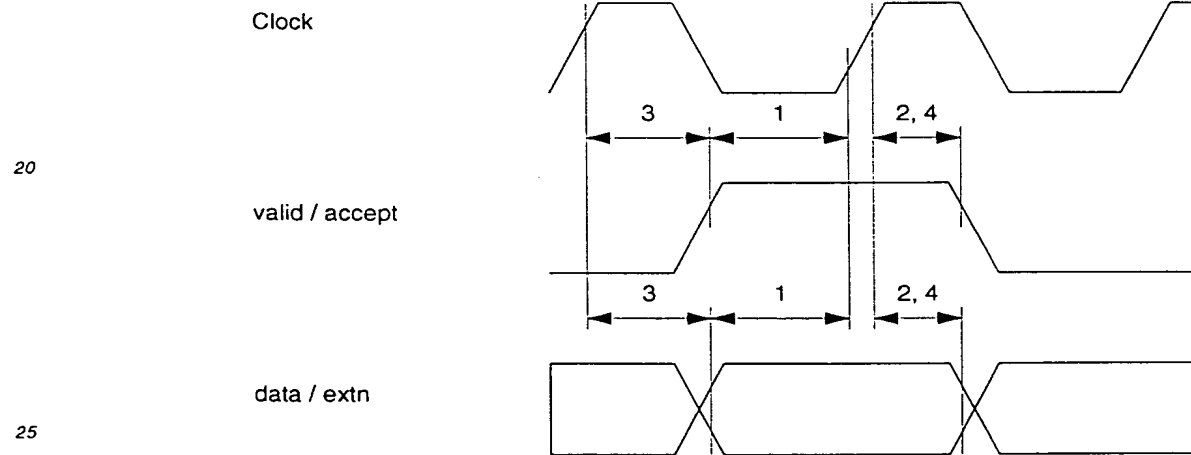 Clock
3 1 2, 4
20
valid / accept
3 1 2, 4
data / extn
25